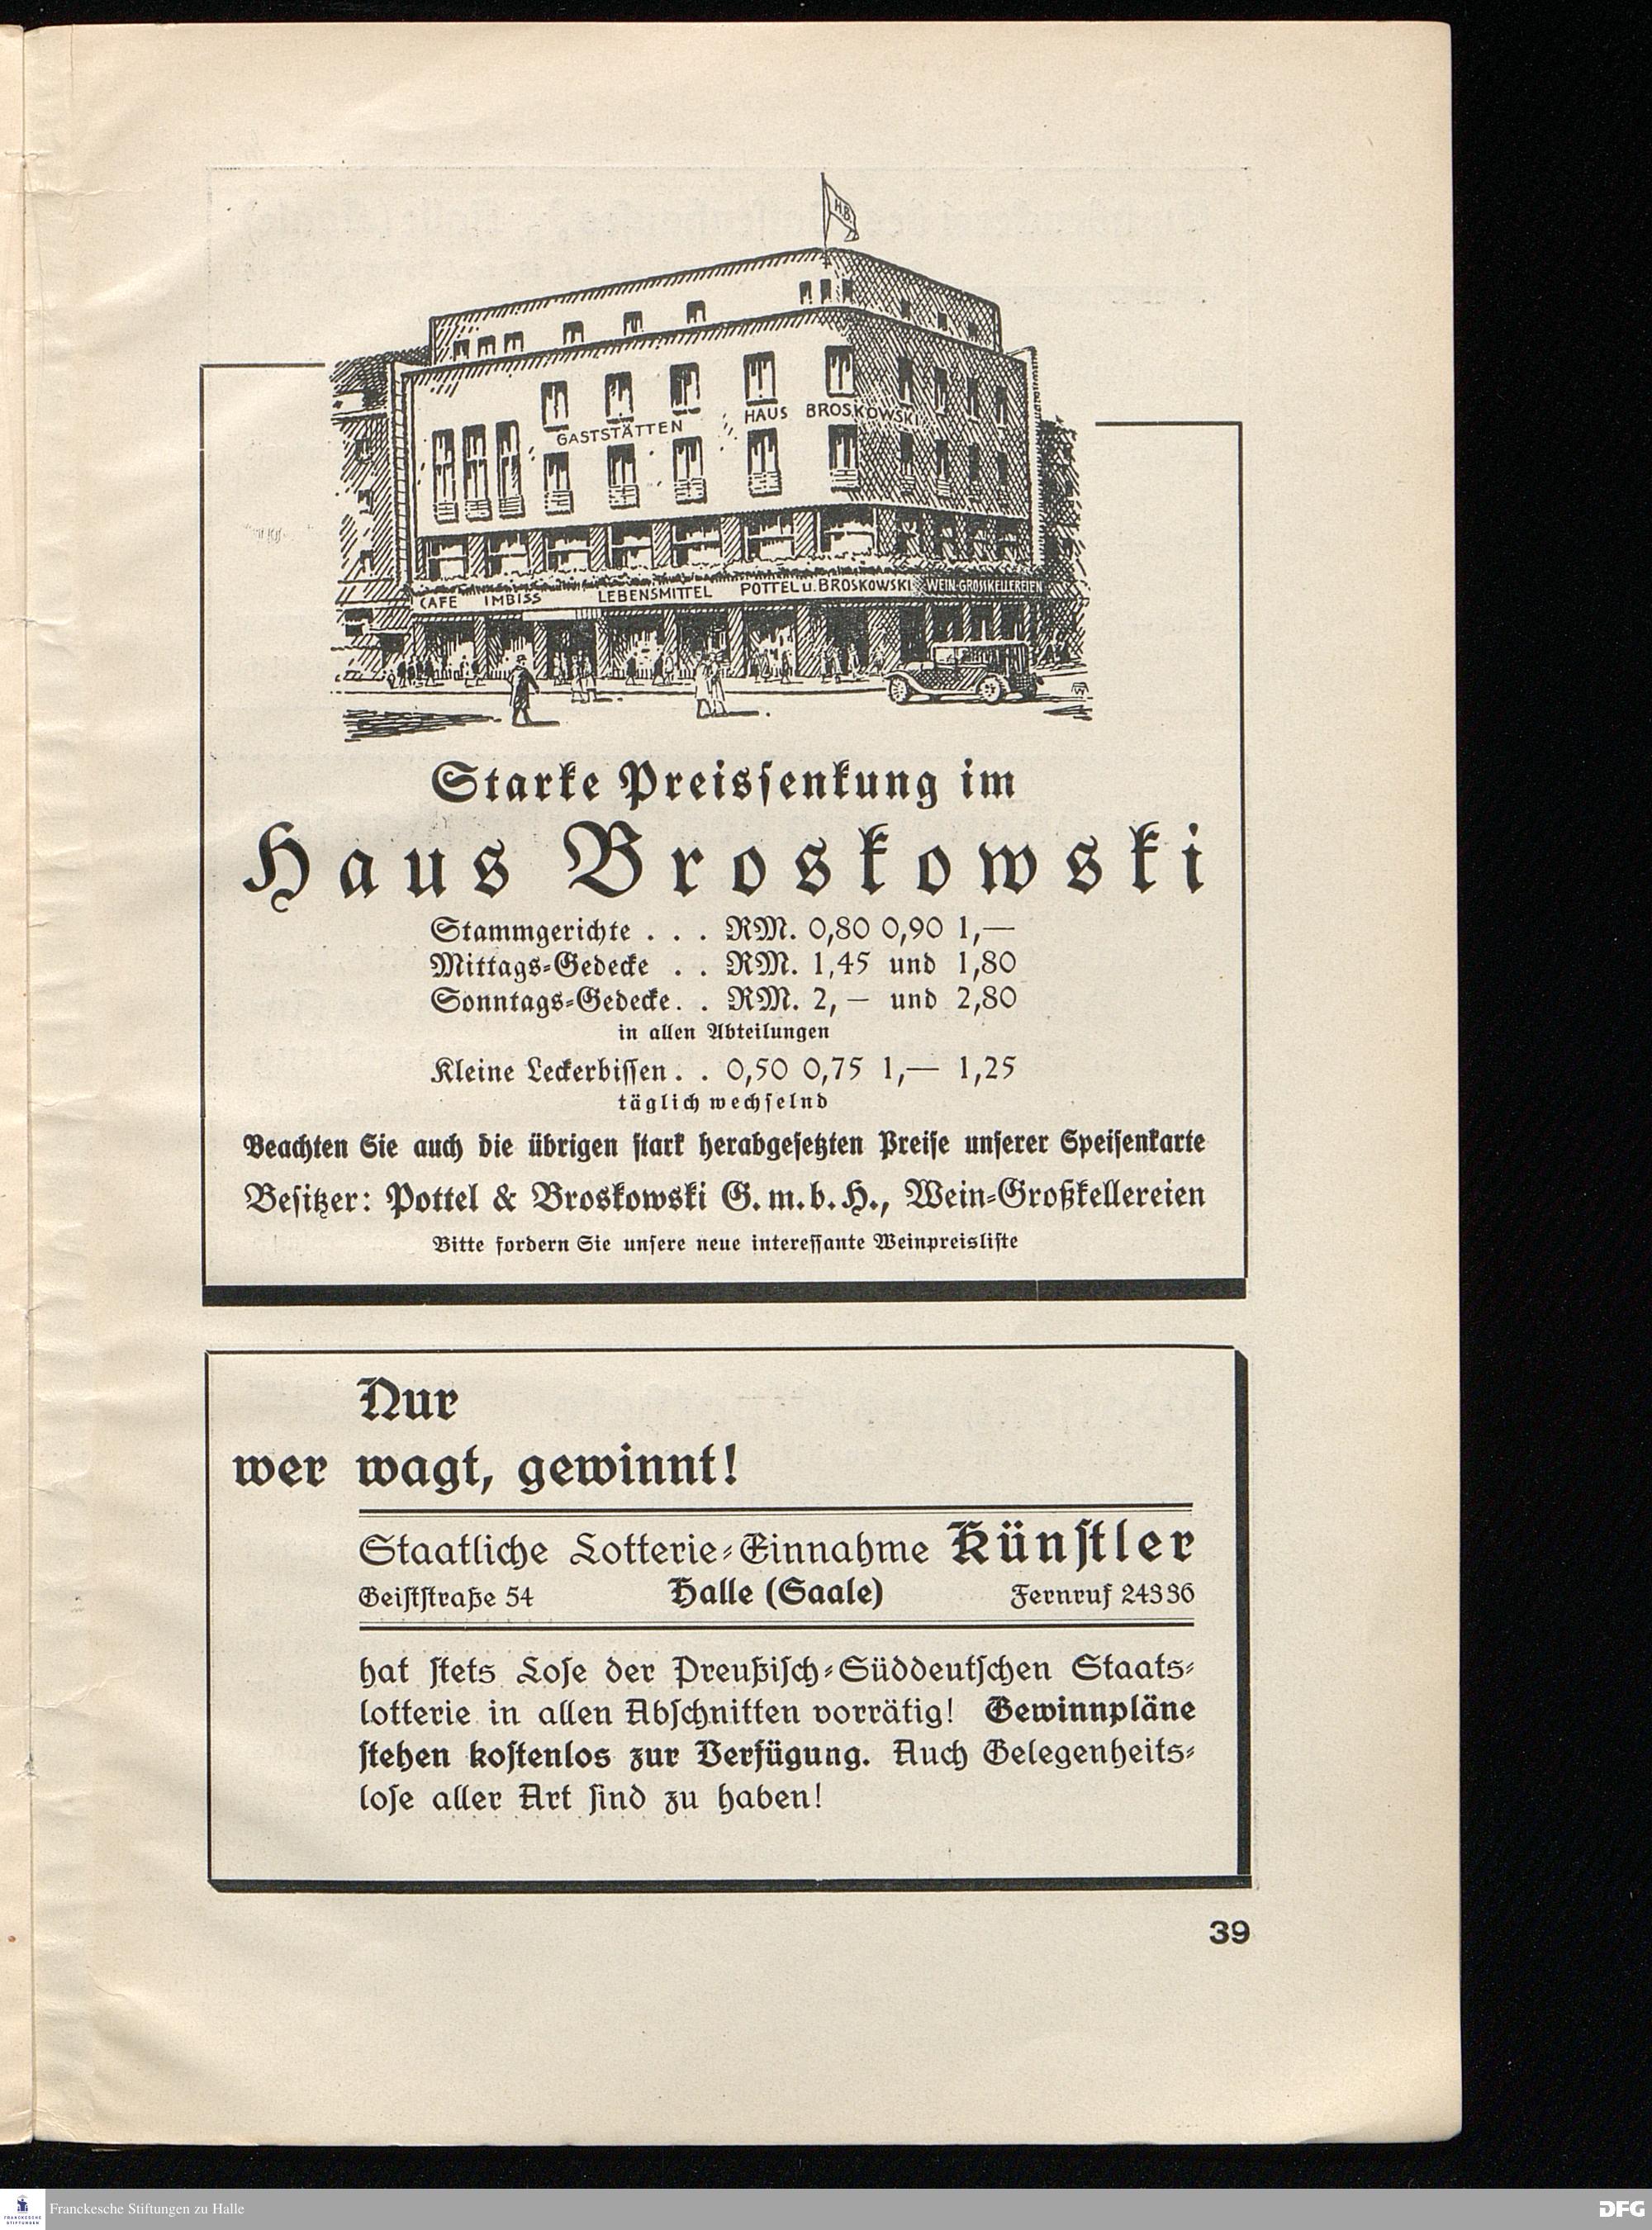 H.B.
GASTSTÄTTEN HAUS BROSKOWSKI
CAFE IMBISS LEBENSMITTEL POTTEL u. BROSKOWSKI WEIN-GROSSKELLEREIEN
Starke Preissenkung im
Haus Broskowski
Stammgerichte . . . RM. 0,80 0,90 1,—
Mittags-Gedecke . . RM. 1,45 und 1,80
Sonntags-Gedecke. . RM. 2,— und 2,80
in allen Abteilungen
Kleine Leckerbissen. . 0,50 0,75 1,— 1,25
täglich wechselnd
Beachten Sie auch die übrigen stark herabgesetzten Preise unserer Speisenkarte
Besitzer: Pottel & Broskowski G.m.b.H., Wein-Großkellereien
Bitte fordern Sie unsere neue interessante Weinpreisliste
Nur
wer wagt, gewinnt!
Staatliche Lotterie-Einnahme Künstler
Geiststraße 54 Halle (Saale) Fernruf 24336
hat stets Lose der Preußisch-Süddeutschen Staats-
lotterie in allen Abschnitten vorrätig! Gewinnpläne
stehen kostenlos zur Verfügung. Auch Gelegenheits-
lose aller Art sind zu haben!
39
FRANCKESCHE
STIFTUNGEN
Franckesche Stiftungen zu Halle
DFG